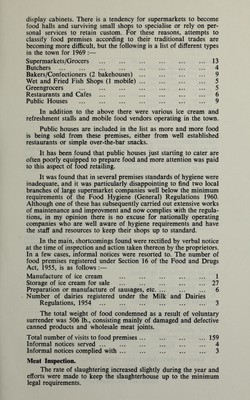 display cabinets. There is a tendency for supermarkets to become
food halls and surviving small shops to specialise or rely on per-
sonal services to retain custom. For these reasons, attempts to
classify food premises according to their traditional trades are
becoming more difficult, but the following is a list of different types
in the town for 1969 :—
Supermarkets/Grocers ... ... ... ... ... 13
Butchers ... ... ... ... ... ... ... 4
Bakers/Confectioners (2 bakehouses) ... ... ... 9
Wet and Fried Fish Shops (1 mobile) ... ... ... 5
Greengrocers ... ... ... ... ... ... 5
Restaurants and Cafes ... ... ... ... ... 6
Public Houses ... ... ... ... ... ... 9
In addition to the above there were various ice cream and
refreshment stalls and mobile food vendors operating in the town.
Public houses are included in the list as more and more food
is being sold from these premises, either from well established
restaurants or simple over-the-bar snacks.
It has been found that public houses just starting to cater are
often poorly equipped to prepare food and more attention was paid
to this aspect of food retailing.
It was found that in several premises standards of hygiene were
inadequate, and it was particularly disappointing to find two local
branches of large supermarket companies well below the minimum
requirements of the Food Hygiene (General) Regulations 1960.
Although one of these has subsequently carried out extensive works
of maintenance and improvement and now complies with the regula-
tions, in my opinion there is no excuse for nationally operating
companies who are well aware of hygiene requirements and have
the staff and resources to keep their shops up to standard.
In the main, shortcomings found were rectified by verbal notice
at the time of inspection and action taken thereon by the proprietors.
In a few cases, informal notices were resorted to. The number of
food premises registered under Section 16 of the Food and Drugs
Act, 1955, is as follows :—
Manufacture of ice cream ... ... ... ... 1
Storage of ice cream for sale ... ... ... ... 27
Preparation or manufacture of sausages, etc. ... ... 6
Number of dairies registered under the Milk and Dairies
Regulations, 1954 ... ... ... ... ... 3
The total weight of food condemned as a result of voluntary
surrender was 506 lb., consisting mainly of damaged and defective
canned products and wholesale meat joints.
Total number of visits to food premises ... ... ... 159
Informal notices served ... ... ... ... ... 4
Informal notices complied with ... ... ... ... 3
Meat Inspection.
The rate of slaughtering increased slightly during the year and
efforts were made to keep the slaughterhouse up to the minimum
legal requirements.